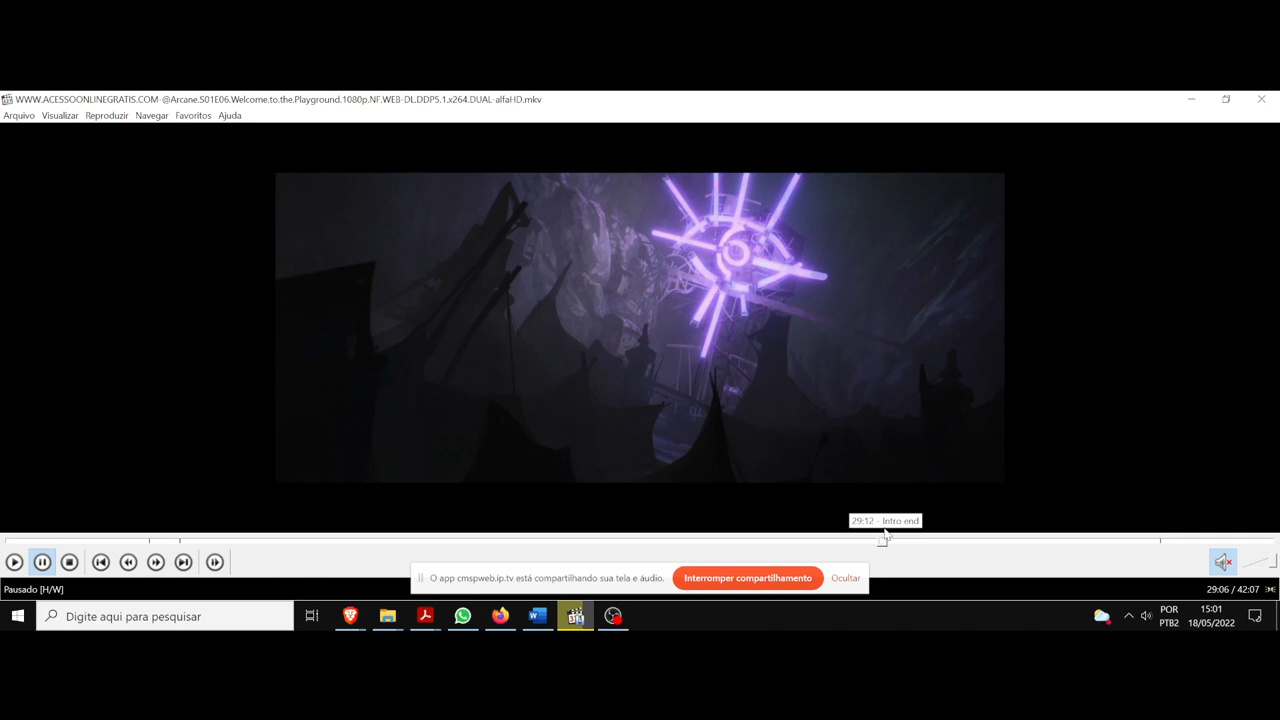 WWW.ACESSOONLINEGRATIS.COM-@Arcane.S01E06.Welcome.to.the.Playground.1080p.NF.WEB-DL.DDP5.1.x264.DUAL-alfaHD.mkv
Arquivo Visualizar Reproduzir Navegar Favoritos Ajuda
29:12 - Intro end
O app cmspweb.ip.tv está compartilhando sua tela e áudio. Interromper compartilhamento Ocultar
Pausado [H/W] 29:06 / 42:07
Digite aqui para pesquisar
POR 15:01
PTB2 18/05/2022